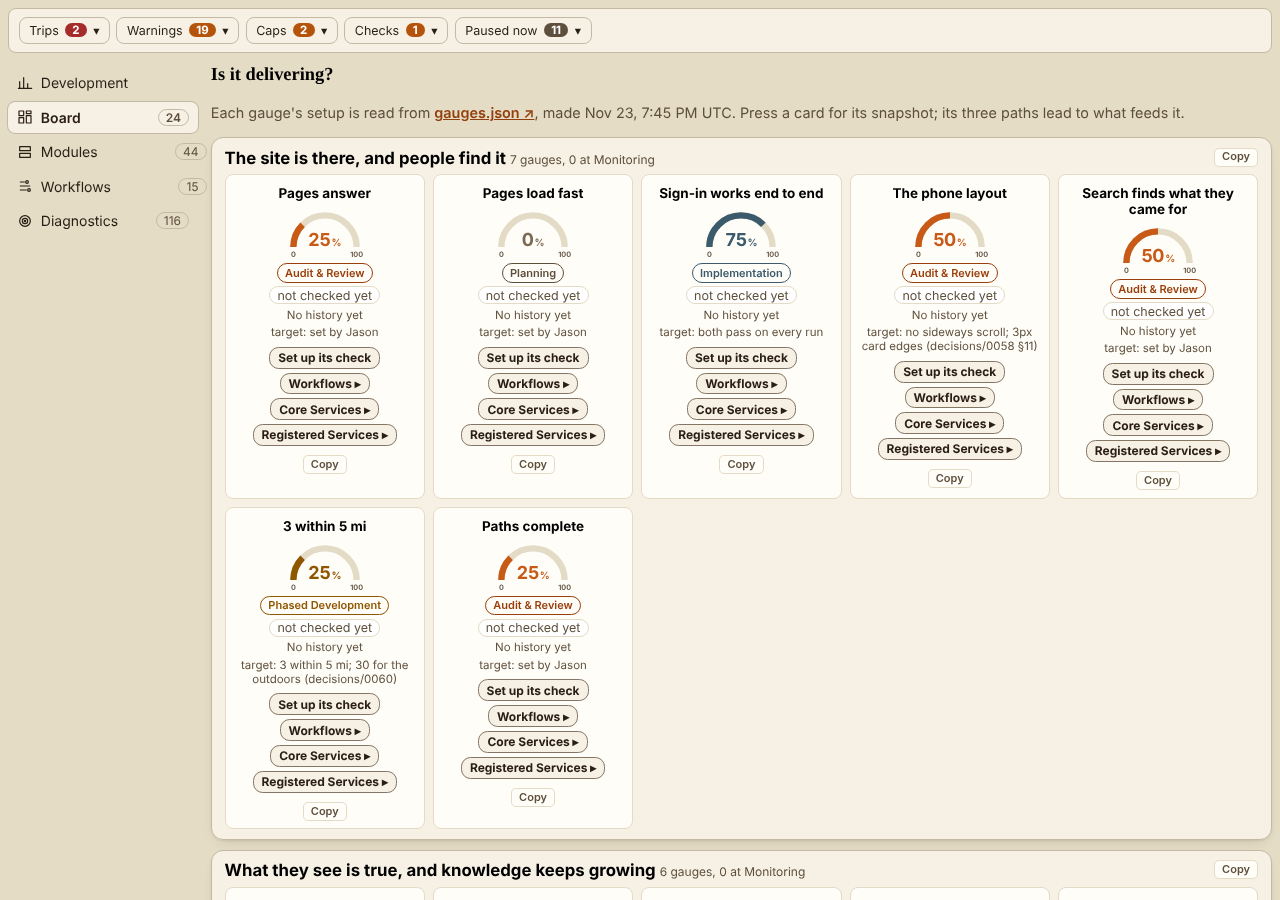 Trips 2 ▾ Warnings 19 ▾ Caps 2 ▾ Checks 1 ▾ Paused now 11 ▾
Development
Board 24
Modules 44
Workflows 15
Diagnostics 116
Is it delivering?
Each gauge's setup is read from gauges.json ↗, made Nov 23, 7:45 PM UTC. Press a card for its snapshot; its three paths lead to what feeds it.
The site is there, and people find it 7 gauges, 0 at Monitoring
Copy
Pages answer
25%
0 100
Audit & Review
not checked yet
No history yet
target: set by Jason
Set up its check
Workflows ▸
Core Services ▸
Registered Services ▸
Copy
Pages load fast
0%
0 100
Planning
not checked yet
No history yet
target: set by Jason
Set up its check
Workflows ▸
Core Services ▸
Registered Services ▸
Copy
Sign-in works end to end
75%
0 100
Implementation
not checked yet
No history yet
target: both pass on every run
Set up its check
Workflows ▸
Core Services ▸
Registered Services ▸
Copy
The phone layout
50%
0 100
Audit & Review
not checked yet
No history yet
target: no sideways scroll; 3px
card edges (decisions/0058 §11)
Set up its check
Workflows ▸
Core Services ▸
Registered Services ▸
Copy
Search finds what they
came for
50%
0 100
Audit & Review
not checked yet
No history yet
target: set by Jason
Set up its check
Workflows ▸
Core Services ▸
Registered Services ▸
Copy
3 within 5 mi
25%
0 100
Phased Development
not checked yet
No history yet
target: 3 within 5 mi; 30 for the
outdoors (decisions/0060)
Set up its check
Workflows ▸
Core Services ▸
Registered Services ▸
Copy
Paths complete
25%
0 100
Audit & Review
not checked yet
No history yet
target: set by Jason
Set up its check
Workflows ▸
Core Services ▸
Registered Services ▸
Copy
What they see is true, and knowledge keeps growing 6 gauges, 0 at Monitoring
Copy